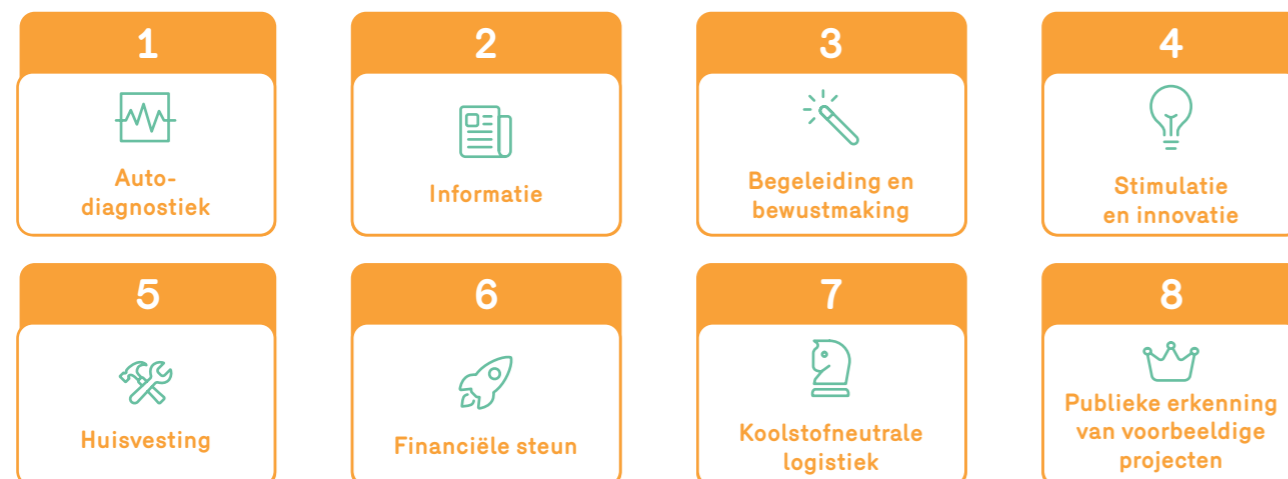 1
Auto-
diagnostiek
2
Informatie
3
Begeleiding en
bewustmaking
4
Stimulatie
en innovatie
5
Huisvesting
6
Financiële steun
7
Koolstofneutrale
logistiek
8
Publieke erkenning
van voorbeeldige
projecten